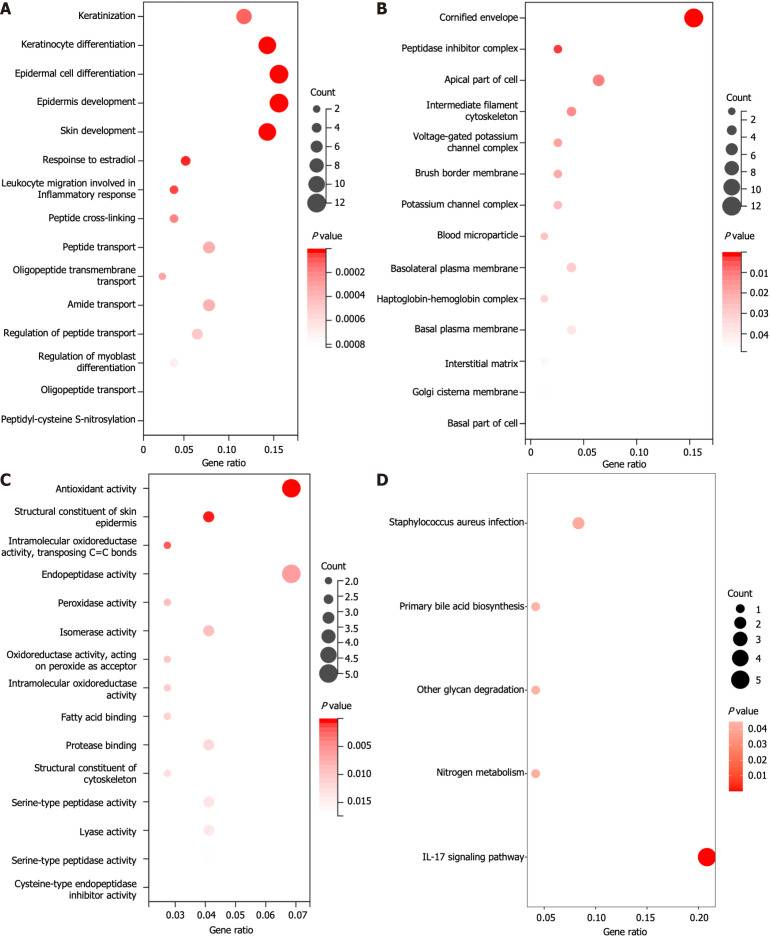 A
Keratinization
Keratinocyte differentiation
Epidermal cell differentiation
Epidermis development
Skin development
Respoinse to estradiol
Leukocyte migration involved in
Inflammatory response
Peptide cross-linking
Peptide transport
Oligopeptide transmembrane
transport
Amide transport
Regulation of peptide transport
Regulation of myoblast
differentiation
Oligopeptide transport
Peptidyl-cysteine S-nitrosylation
0 0.05 0.10 0.15
Gene ratio
Count
2
4
6
8
10
12
P value
0.0002
0.0004
0.0006
0.0008
B
Cornified envelope
Peptidase inhibitor complex
Apical part of cell
Intermediate filament
cytoskeleton
Voltage-gated potassium
channel complex
Brush border membrane
Potassium channel complex
Blood microparticle
Basolateral plasma membrane
Haptoglobin-hemoglobin complex
Basal plasma membrane
Interstitial matrix
Golgi cisterna membrane
Basal part of cell
0 0.05 0.10 0.15
Gene ratio
Count
2
4
6
8
10
12
P value
0.01
0.02
0.03
0.04
C
Antioxidant activity
Structural constituent of skin
epidermis
Intramolecular oxidoreductase
activity, transposing C=C bonds
Endopeptidase activity
Peroxidase activity
Isomerase activity
Oxidoreductase activity, acting
on peroxide as acceptor
Intramolecular oxidoreductase
activity
Fatty acid binding
Protease binding
Structural constituent of
cytoskeleton
Serine-type peptidase activity
Lyase activity
Serine-type peptidase activity
Cysteine-type endopeptidase
inhibitor activity
0.03 0.04 0.05 0.06 0.07
Gene ratio
Count
2.0
2.5
3.0
3.5
4.0
4.5
5.0
P value
0.005
0.010
0.015
D
Staphylococcus aureus infection
Primary bile acid biosynthesis
Other glycan degradation
Nitrogen metabolism
IL-17 signaling pathway
0.05 0.10 0.15 0.20
Gene ratio
Count
1
2
3
4
5
P value
0.04
0.03
0.02
0.01